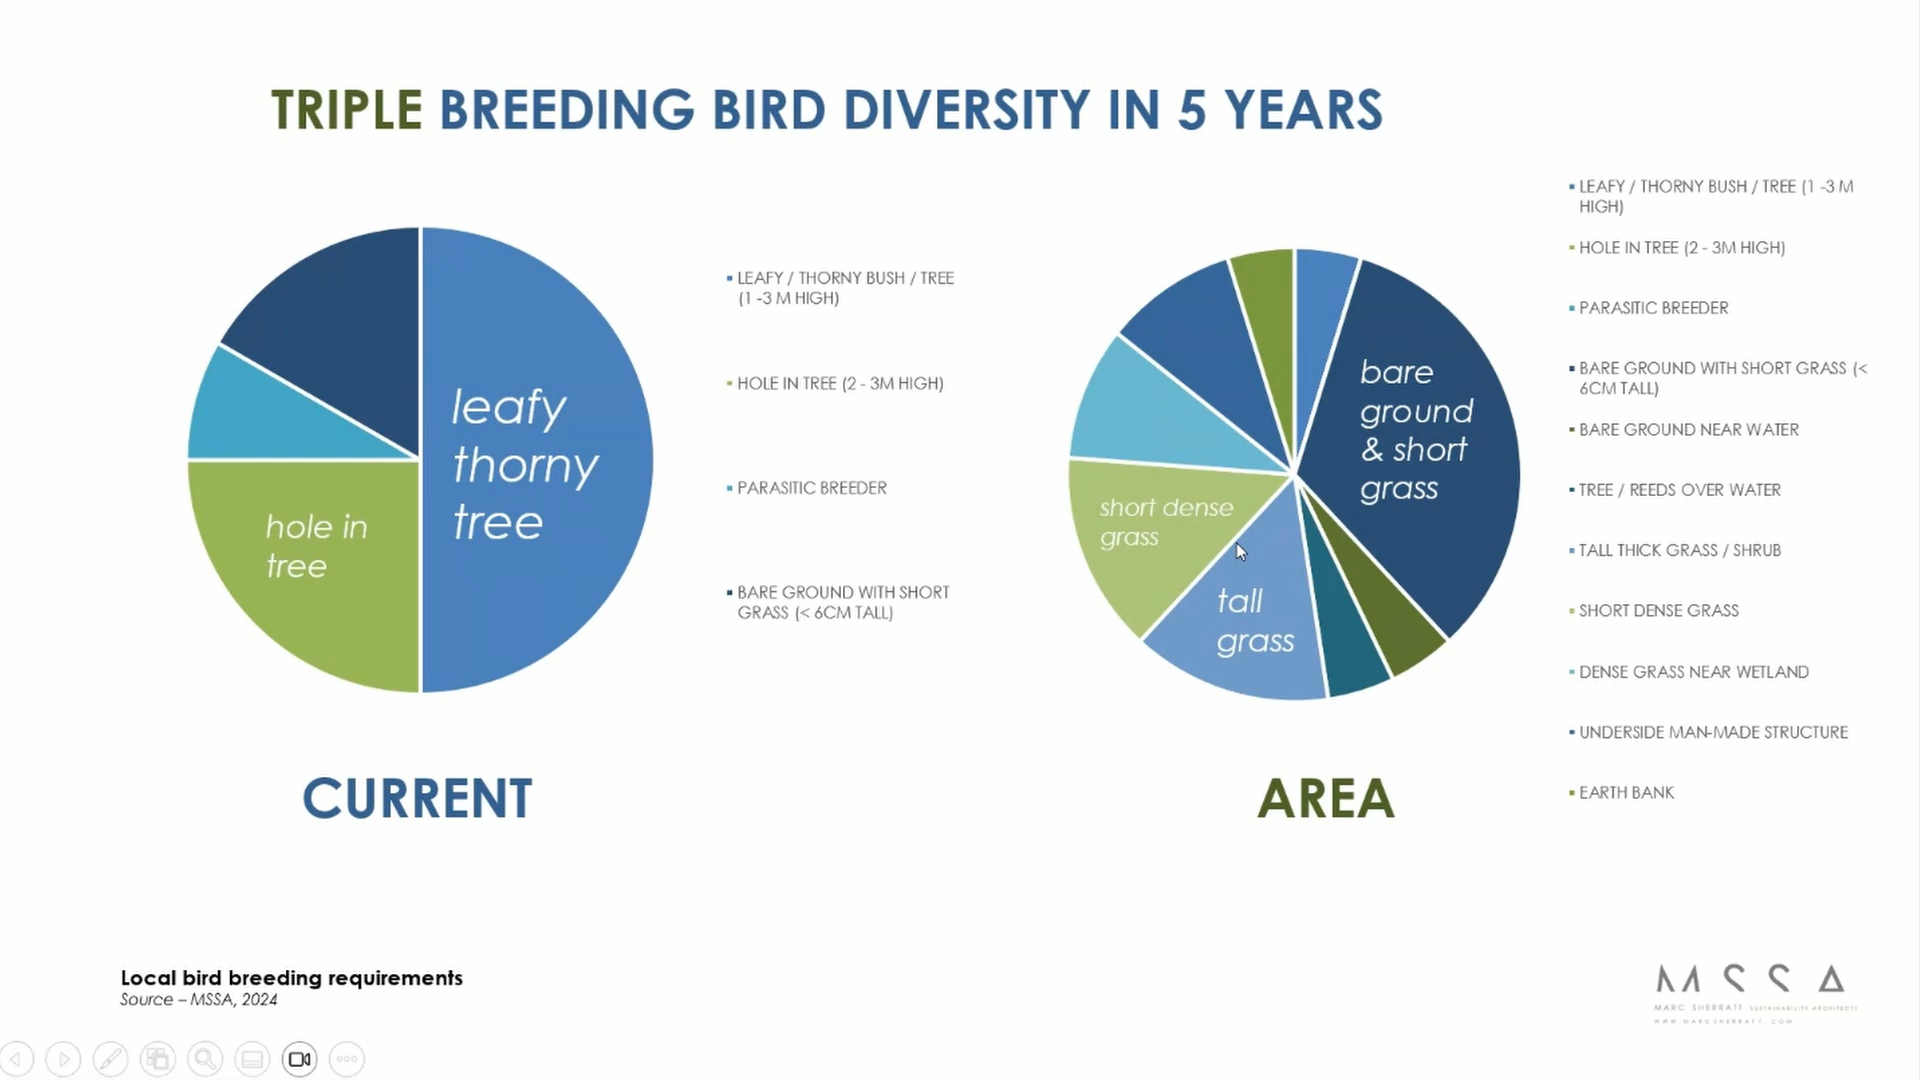 TRIPLE BREEDING BIRD DIVERSITY IN 5 YEARS
leafy
thorny
tree
hole in
tree
LEAFY / THORNY BUSH / TREE
(1 -3 M HIGH)
HOLE IN TREE (2 - 3M HIGH)
PARASITIC BREEDER
BARE GROUND WITH SHORT
GRASS (< 6CM TALL)
CURRENT
bare
ground
& short
grass
short dense
grass
tall
grass
LEAFY / THORNY BUSH / TREE (1 -3 M
HIGH)
HOLE IN TREE (2 - 3M HIGH)
PARASITIC BREEDER
BARE GROUND WITH SHORT GRASS (<
6CM TALL)
BARE GROUND NEAR WATER
TREE / REEDS OVER WATER
TALL THICK GRASS / SHRUB
SHORT DENSE GRASS
DENSE GRASS NEAR WETLAND
UNDERSIDE MAN-MADE STRUCTURE
EARTH BANK
AREA
Local bird breeding requirements
Source – MSSA, 2024
MSSA
MARC SHERRATT SUSTAINABILITY ARCHITECTS
WWW.MARCSHERRATT.COM